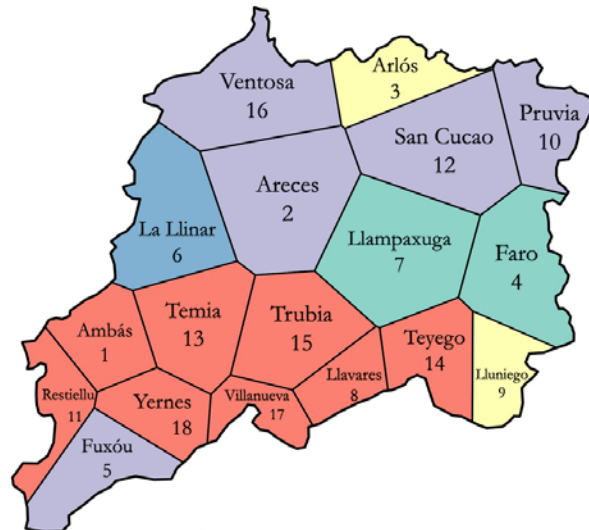 Ventosa
16
Arlós
3
Pruvia
10
San Cucao
12
Areces
2
La Llinar
6
Llampaxuga
7
Faro
4
Temia
13
Trubia
15
Ambás
1
Teyego
14
Lluniego
9
Restiellu
11
Yernes
18
Villanueva
17
Llavares
8
Fuxóu
5